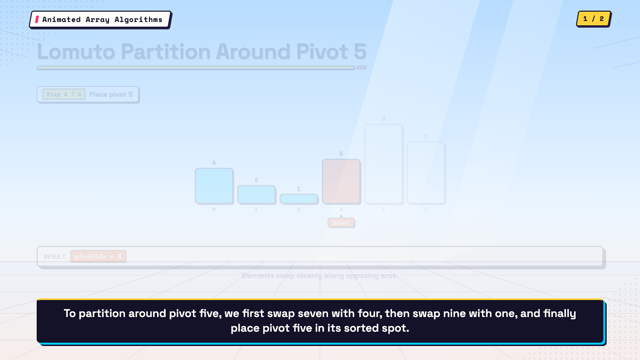 Animated Array Algorithms
1 / 2
Lomuto Partition Around Pivot 5
Place pivot 5
RESULT
Elements swap cleanly along opposing arcs.
To partition around pivot five, we first swap seven with four, then swap nine with one, and finally
place pivot five in its sorted spot.